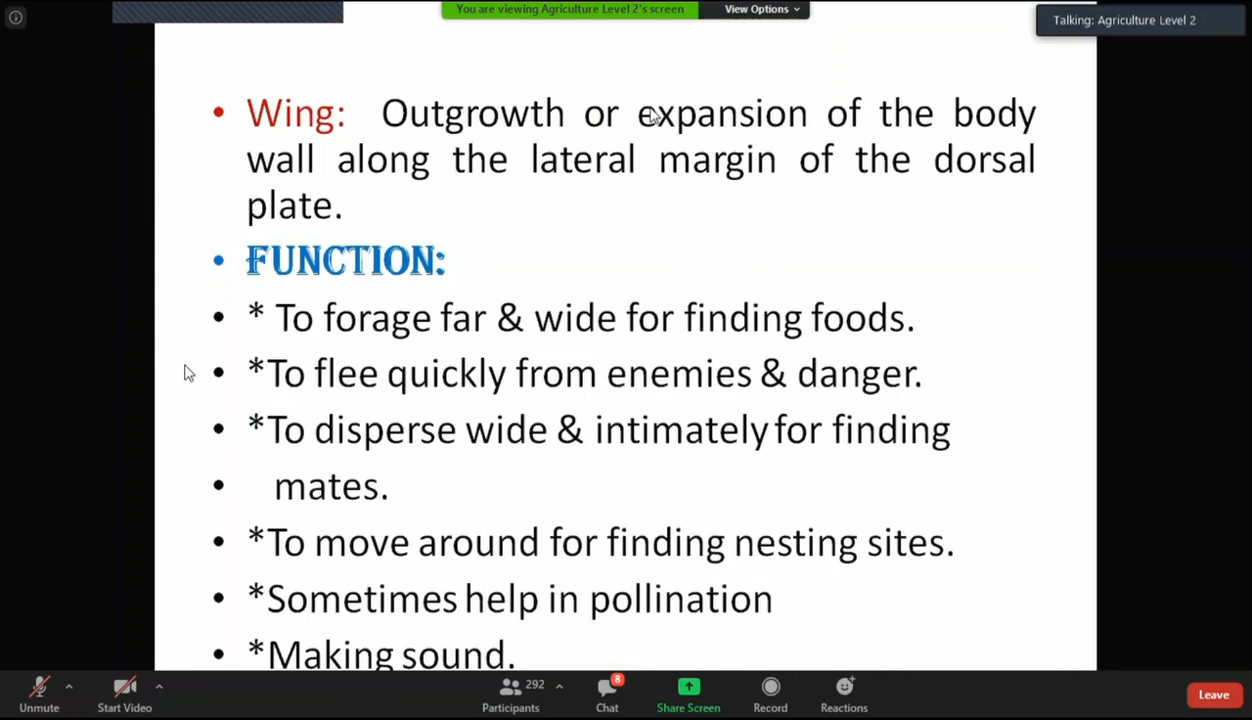 You are viewing Agriculture Level 2's screen
View Options
Talking: Agriculture Level 2
• Wing: Outgrowth or expansion of the body
wall along the lateral margin of the dorsal
plate.
• FUNCTION:
• * To forage far & wide for finding foods.
• *To flee quickly from enemies & danger.
• *To disperse wide & intimately for finding
• mates.
• *To move around for finding nesting sites.
• *Sometimes help in pollination
• *Making sound.
Unmute
Start Video
292
Participants
8
Chat
Share Screen
Record
Reactions
Leave